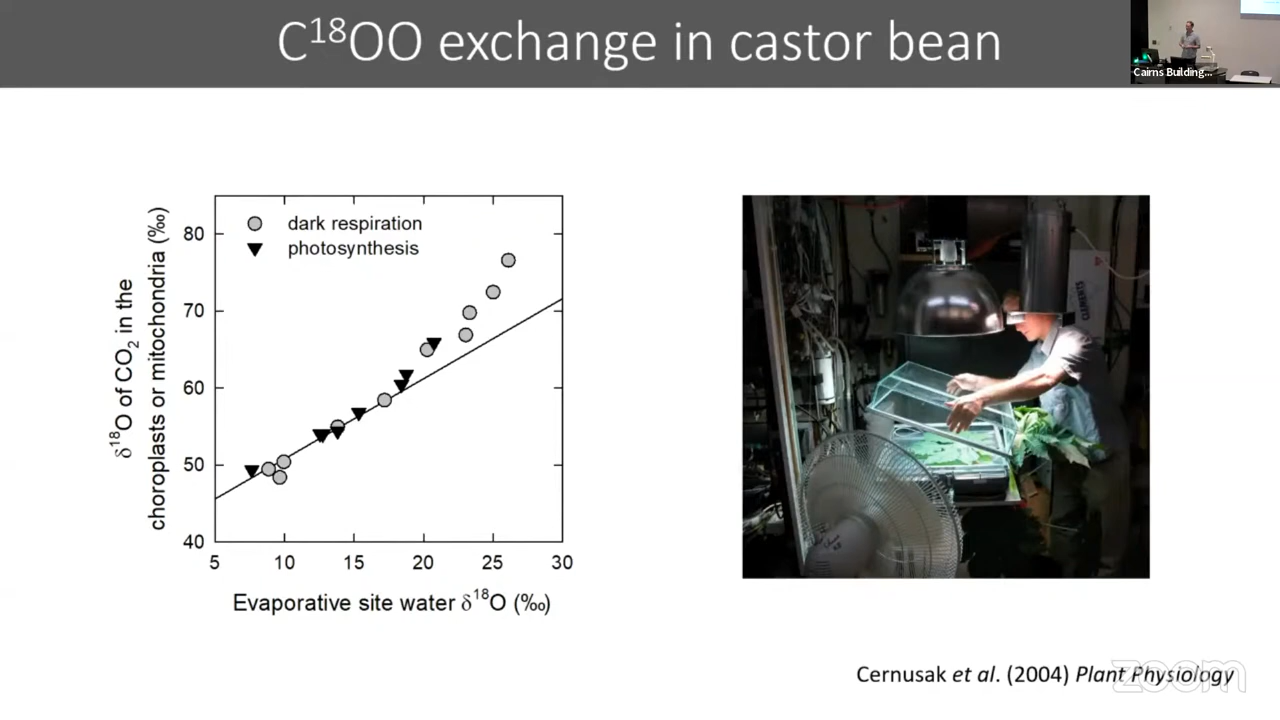 C¹⁸OO exchange in castor bean
Cairns Building...
dark respiration
photosynthesis
δ¹⁸O of CO₂ in the
choroplasts or mitochondria (‰)
80
70
60
50
40
5 10 15 20 25 30
Evaporative site water δ¹⁸O (‰)
CLEMENTS
Cernusak et al. (2004) Plant Physiology
zoom